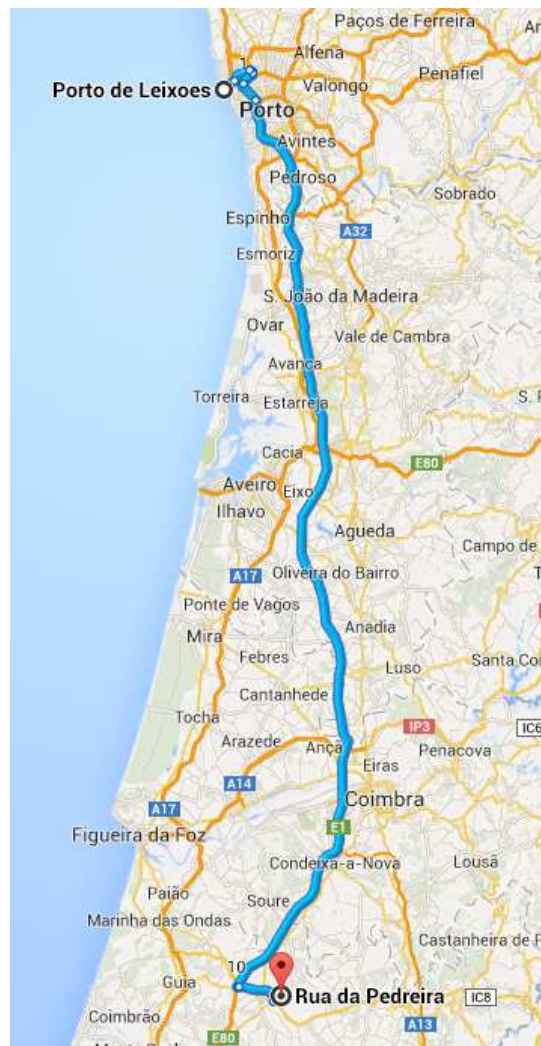 Paços de Ferreira
Alfena
Porto de Leixoes
Valongo
Penafiel
Porto
Avintes
Pedroso
Sobrado
Espinho
A32
Esmoriz
S. João da Madeira
Ovar
Vale de Cambra
Avanca
Torreira
Estarreja
S.
Cacia
E80
Aveiro
Eixo
Ilhavo
Agueda
Campo de
A17
Oliveira do Bairro
Ponte de Vagos
Mira
Anadia
Febres
Luso
Santa Co
Cantanhede
Tocha
IP3
IC6
Arazede
Ançã
Penacova
Eiras
A14
A17
Coimbra
Figueira da Foz
E1
Condeixa-a-Nova
Lousã
Paião
Soure
Marinha das Ondas
Castanheira de
10
Guia
Rua da Pedreira
IC8
Coimbrão
E80
A13